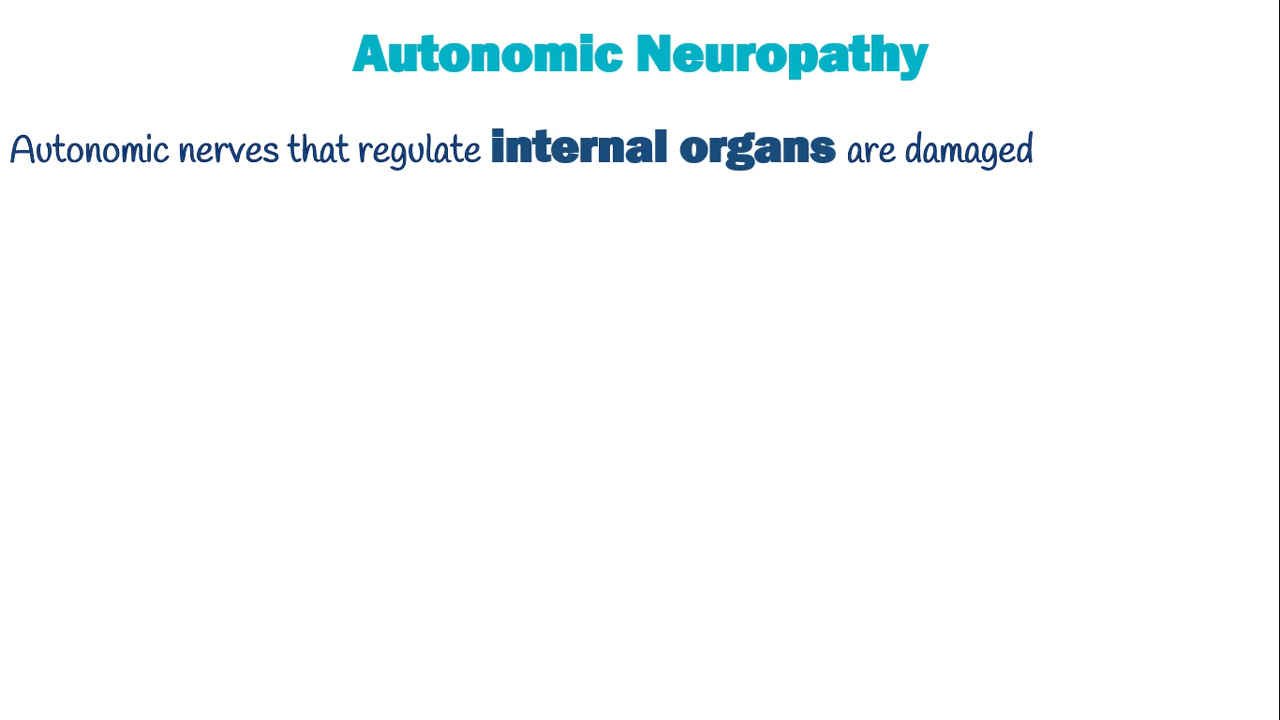 Autonomic Neuropathy
Autonomic nerves that regulate internal organs are damaged